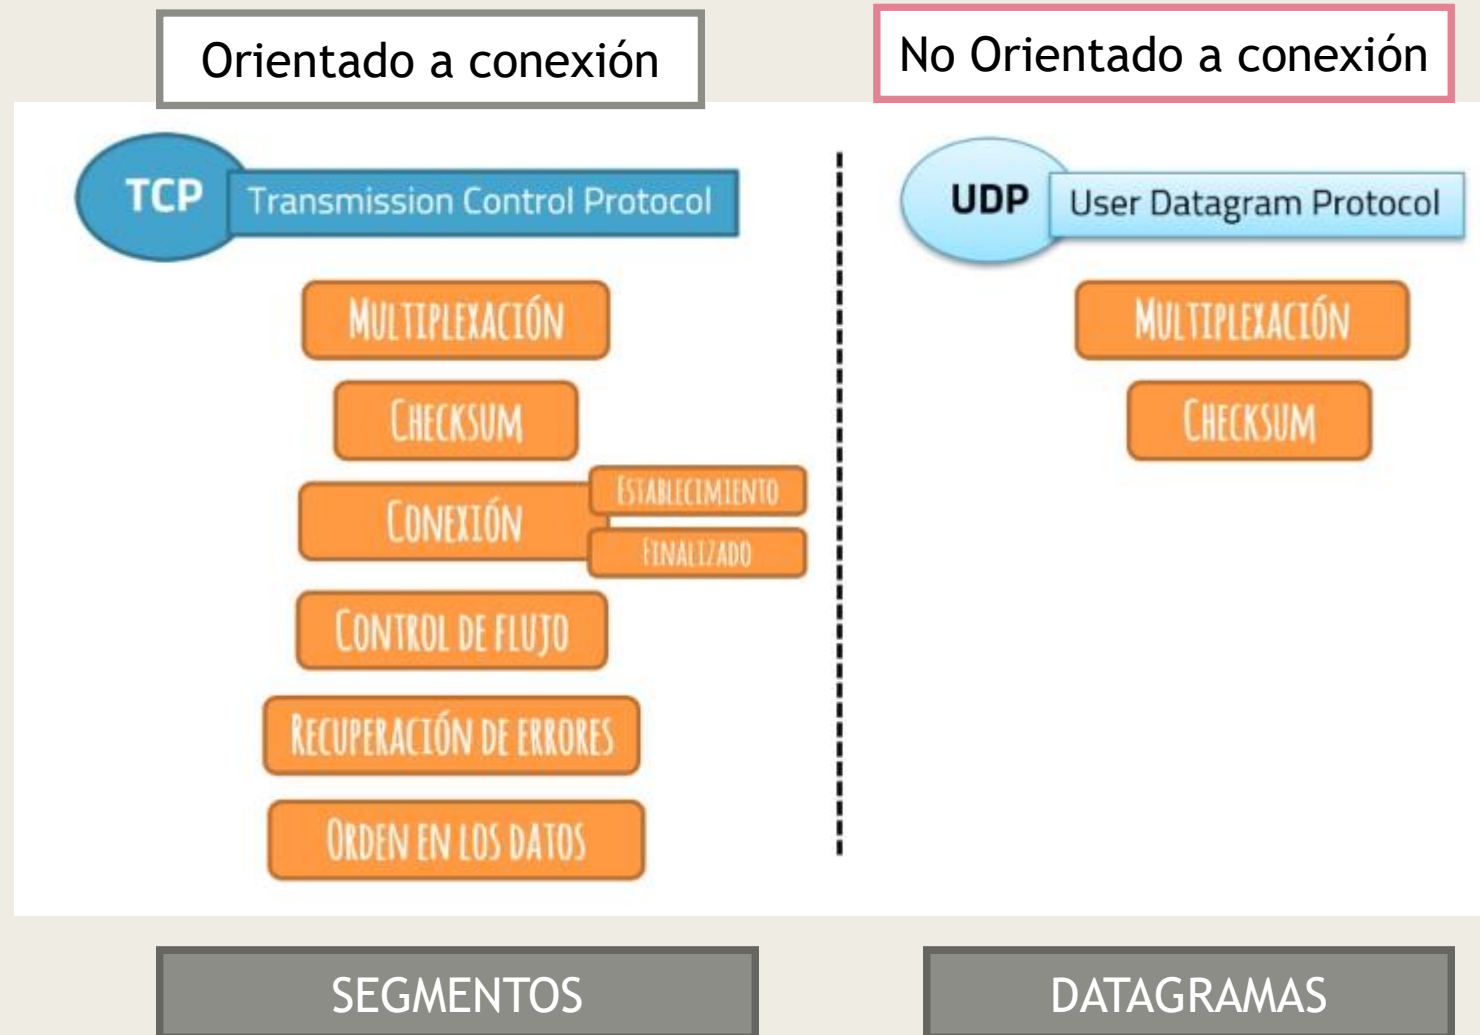 Orientado a conexión
No Orientado a conexión
TCP
Transmission Control Protocol
MULTIPLEXACIÓN
CHECKSUM
CONEXIÓN
ESTABLECIMIENTO
FINALIZADO
CONTROL DE FLUJO
RECUPERACIÓN DE ERRORES
ORDEN EN LOS DATOS
UDP
User Datagram Protocol
MULTIPLEXACIÓN
CHECKSUM
SEGMENTOS
DATAGRAMAS